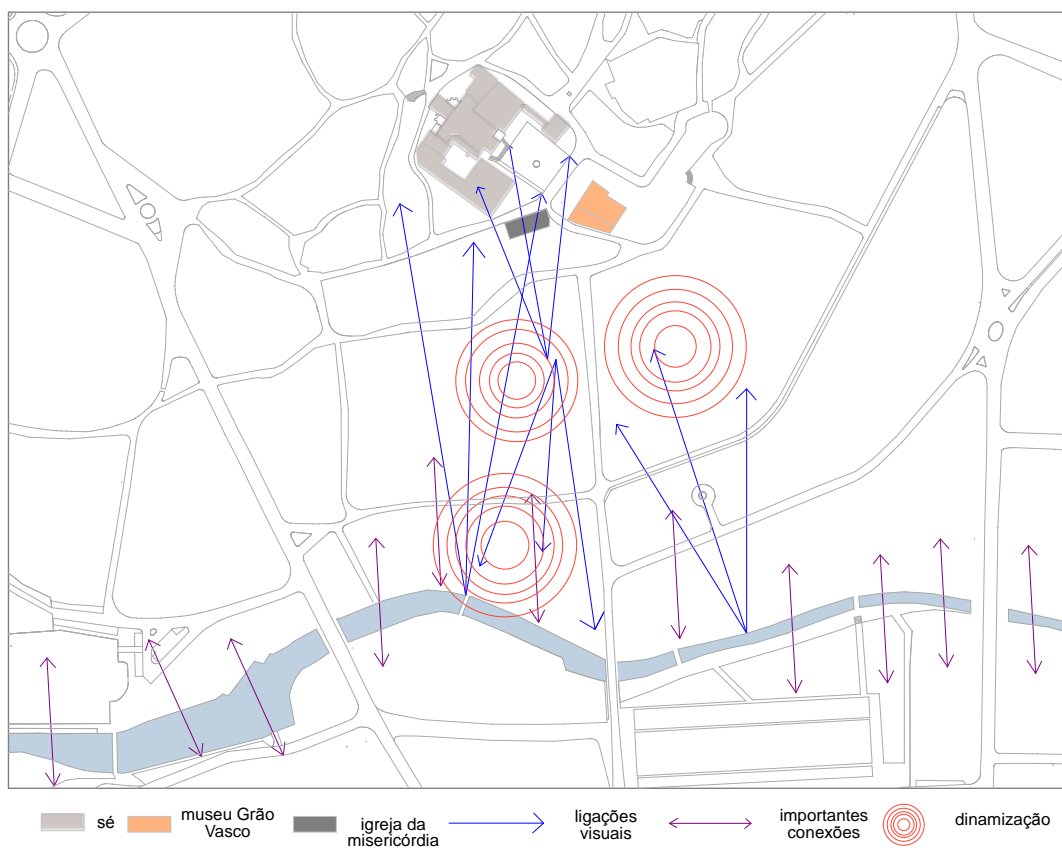 sé
museu Grão
Vasco
igreja da
misericórdia
ligações
visuais
importantes
conexões
dinamização